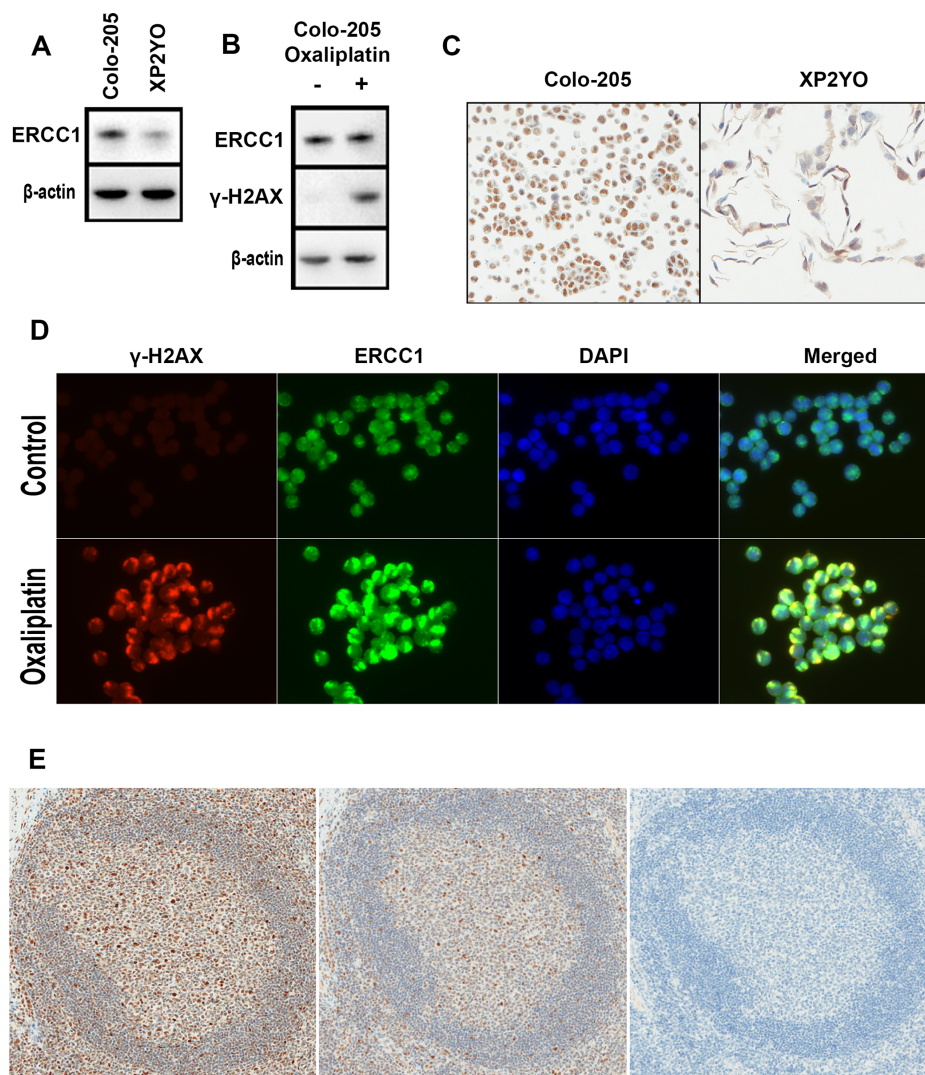 A
Colo-205
XP2YO
ERCC1
β-actin
B
Colo-205
Oxaliplatin
- +
ERCC1
γ-H2AX
β-actin
C
Colo-205
XP2YO
D
γ-H2AX
ERCC1
DAPI
Merged
Control
Oxaliplatin
E